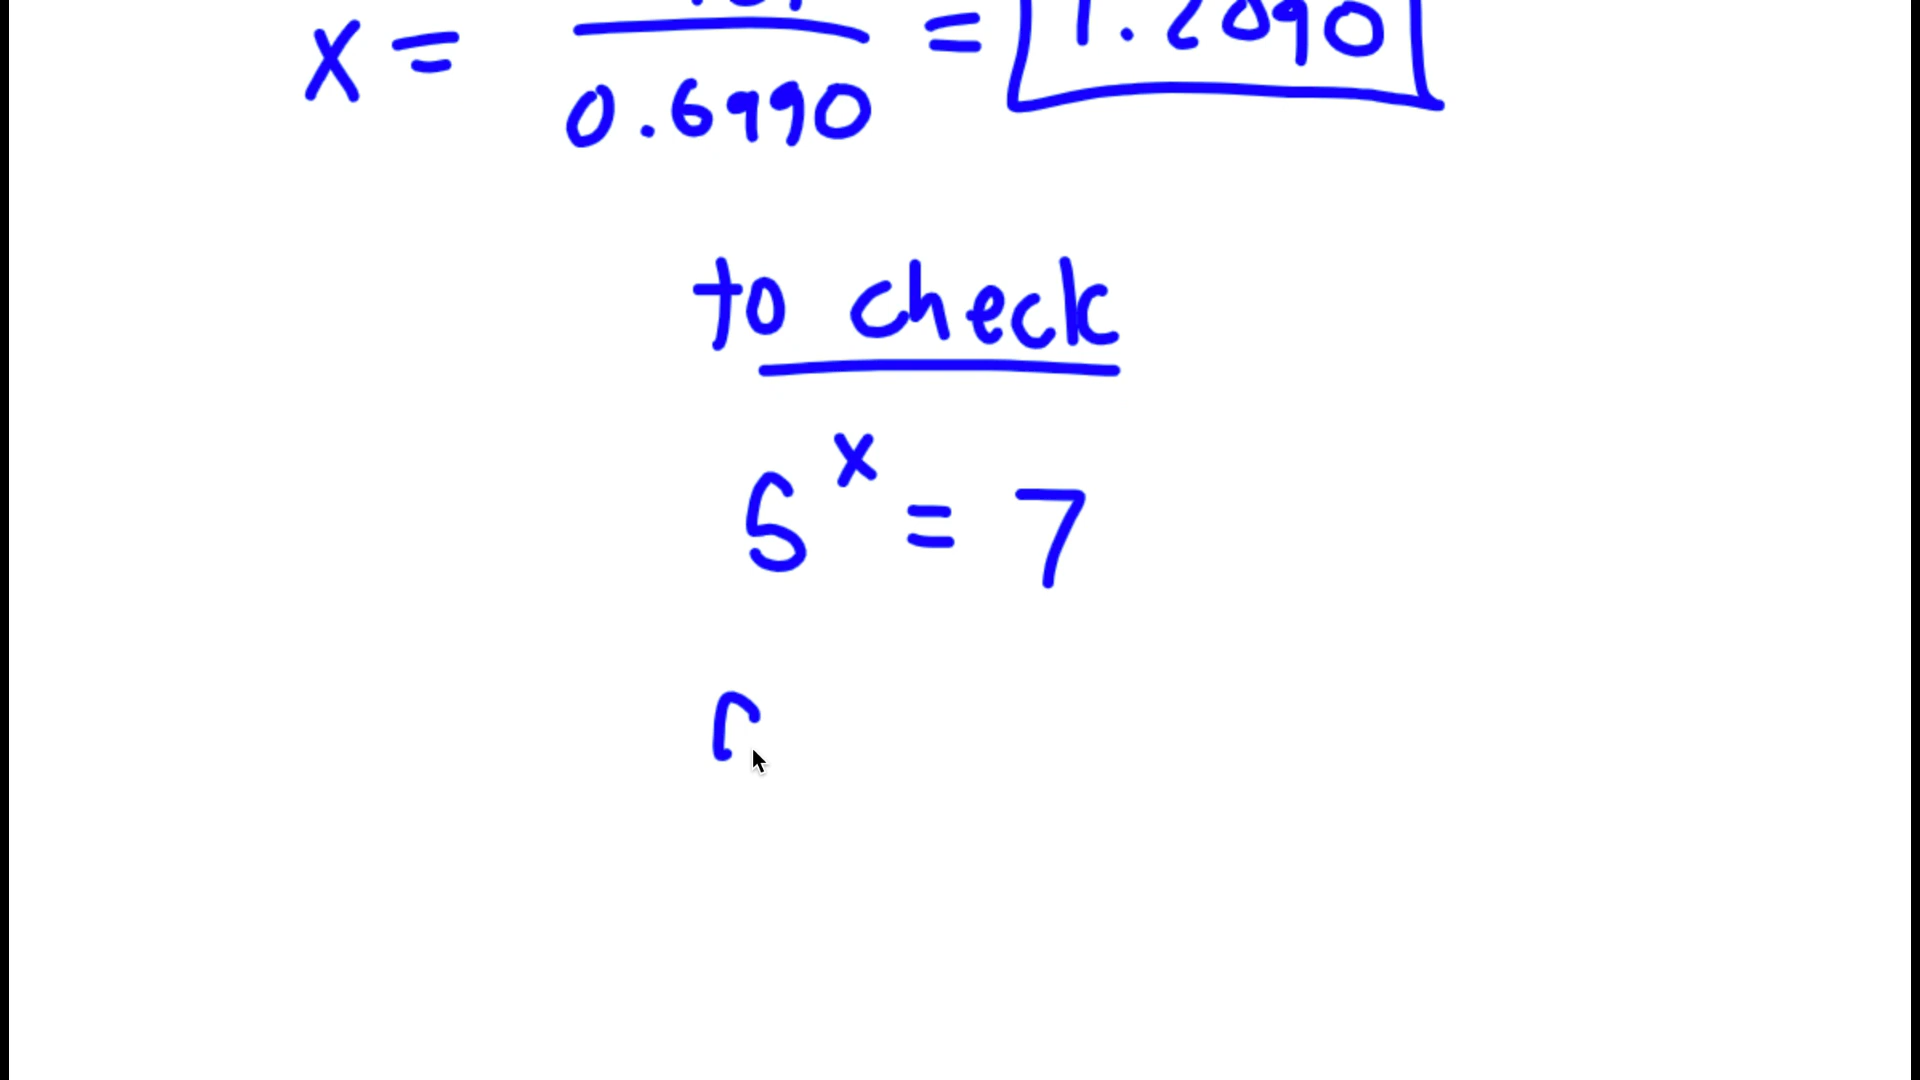 x = / 0.6990 = 1.2090
to check
5^x = 7